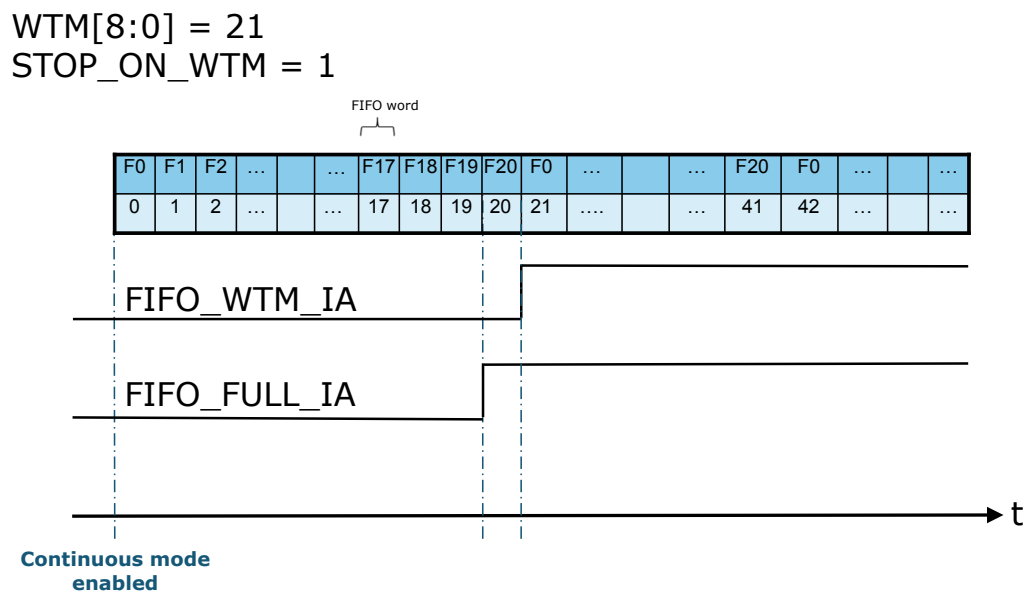 WTM[8:0] = 21
STOP_ON_WTM = 1
FIFO word
F0 F1 F2 ... ... F17 F18 F19 F20 F0 ... ... F20 F0 ... ...
0 1 2 ... ... 17 18 19 20 21 .... ... 41 42 ... ...
FIFO_WTM_IA
FIFO_FULL_IA
t
Continuous mode
enabled